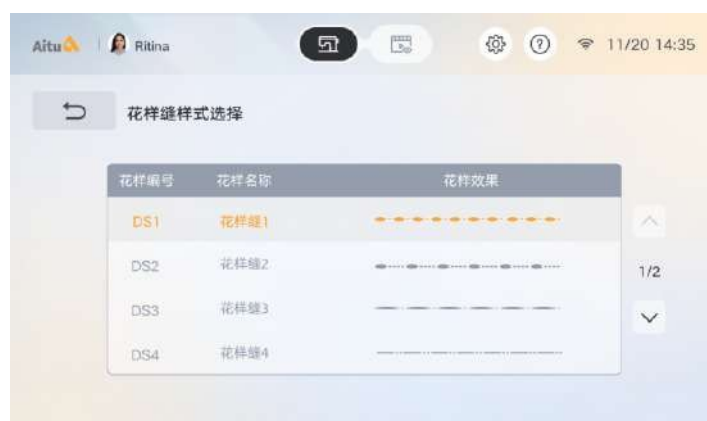 Aitu Ritina 11/20 14:35
花样缝样式选择
花样编号 花样名称 花样效果
DS1 花样缝1
DS2 花样缝2
1/2
DS3 花样缝3
DS4 花样缝4